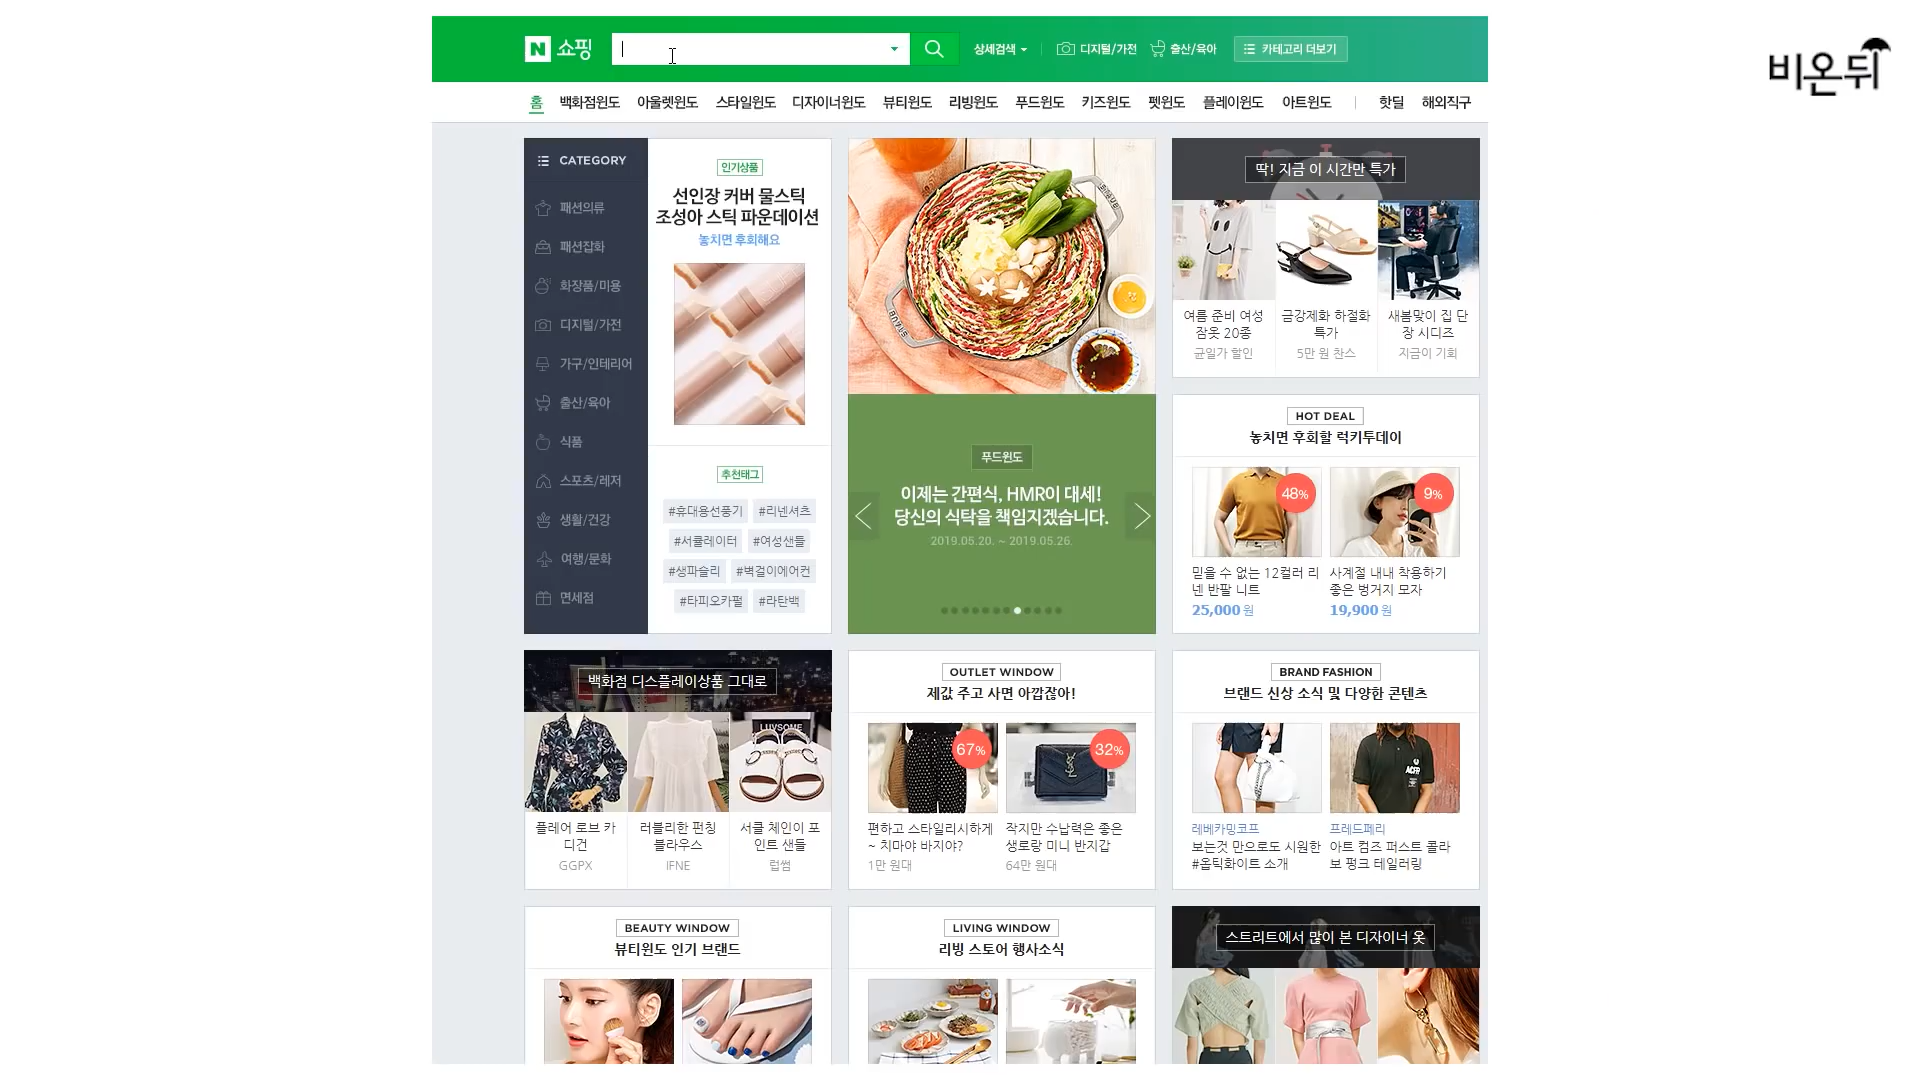 N 쇼핑
상세검색
디지털/가전
출산/육아
카테고리 더보기
비온뒤
홈 백화점윈도 아울렛윈도 스타일윈도 디자이너윈도 뷰티윈도 리빙윈도 푸드윈도 키즈윈도 펫윈도 플레이윈도 아트윈도 핫딜 해외직구
CATEGORY
패션의류
패션잡화
화장품/미용
디지털/가전
가구/인테리어
출산/육아
식품
스포츠/레저
생활/건강
여행/문화
면세점
인기상품
선인장 커버 물스틱
조성아 스틱 파운데이션
놓치면 후회해요
추천태그
#휴대용선풍기 #리넨셔츠
#서큘레이터 #여성샌들
#생파슬리 #벽걸이에어컨
#타피오카펄 #라탄백
푸드윈도
이제는 간편식, HMR이 대세!
당신의 식탁을 책임지겠습니다.
2019.05.20. ~ 2019.05.26.
딱! 지금 이 시간만 특가
여름 준비 여성
잠옷 20종
균일가 할인
금강제화 하절화
특가
5만 원 찬스
새봄맞이 집 단
장 시디즈
지금이 기회
HOT DEAL
놓치면 후회할 럭키투데이
48%
9%
믿을 수 없는 12컬러 리
넨 반팔 니트
25,000원
사계절 내내 착용하기
좋은 벙거지 모자
19,900원
백화점 디스플레이상품 그대로
LUVSOME
플레어 로브 카
디건
GGPX
러블리한 펀칭
블라우스
IFNE
서클 체인이 포
인트 샌들
럽썸
OUTLET WINDOW
제값 주고 사면 아깝잖아!
67%
32%
편하고 스타일리시하게
~ 치마야 바지야?
1만 원대
작지만 수납력은 좋은
생로랑 미니 반지갑
64만 원대
BRAND FASHION
브랜드 신상 소식 및 다양한 콘텐츠
레베카밍코프
보는것 만으로도 시원한
#옵틱화이트 소개
프레드페리
아트 컴즈 퍼스트 콜라
보 펑크 테일러링
BEAUTY WINDOW
뷰티윈도 인기 브랜드
LIVING WINDOW
리빙 스토어 행사소식
스트리트에서 많이 본 디자이너 옷